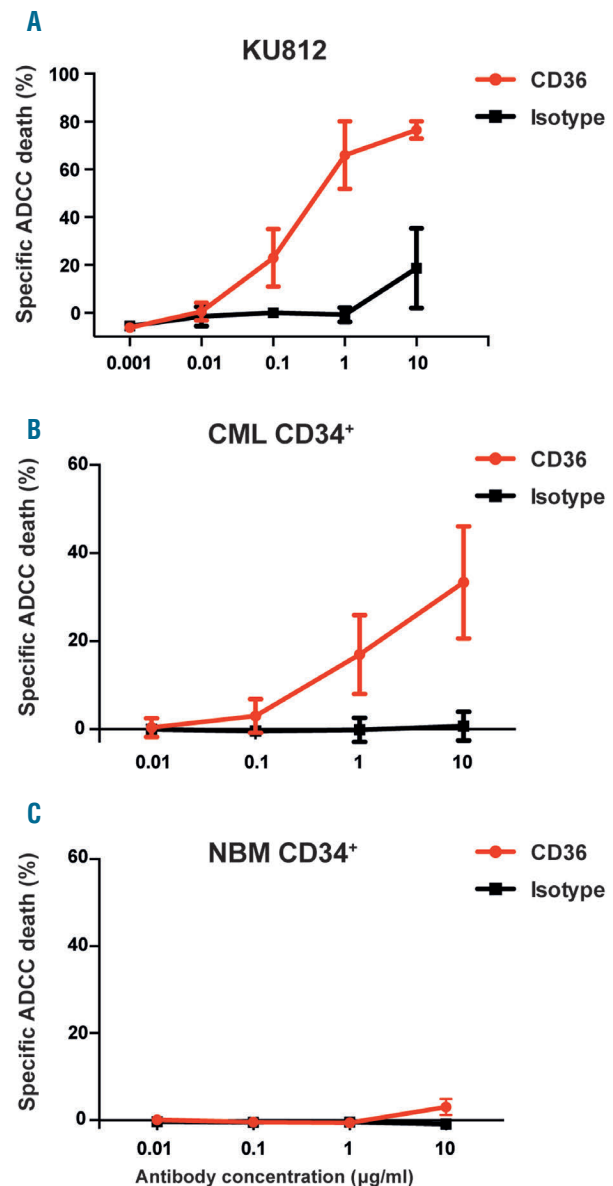 A
KU812
CD36
Isotype
Specific ADCC death (%)
100
80
60
40
20
0
0.001 0.01 0.1 1 10
B
CML CD34⁺
CD36
Isotype
Specific ADCC death (%)
60
40
20
0
0.01 0.1 1 10
C
NBM CD34⁺
CD36
Isotype
Specific ADCC death (%)
60
40
20
0
0.01 0.1 1 10
Antibody concentration (µg/ml)